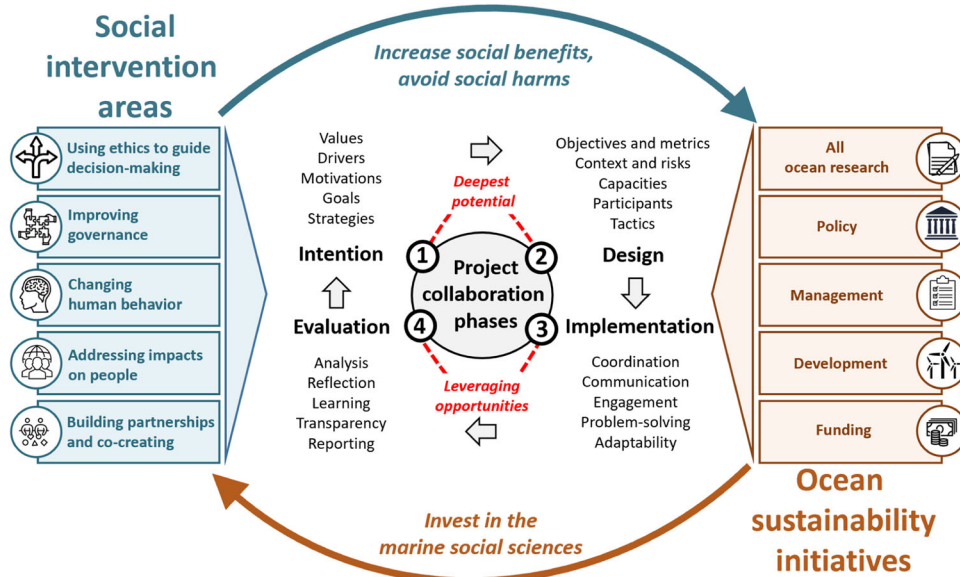 Social
intervention
areas
Increase social benefits,
avoid social harms
Using ethics to guide
decision-making
Improving
governance
Changing
human behavior
Addressing impacts
on people
Building partnerships
and co-creating
Values
Drivers
Motivations
Goals
Strategies
Intention
Deepest
potential
Objectives and metrics
Context and risks
Capacities
Participants
Tactics
Design
1
2
Project
collaboration
phases
4
3
Evaluation
Analysis
Reflection
Learning
Transparency
Reporting
Leveraging
opportunities
Implementation
Coordination
Communication
Engagement
Problem-solving
Adaptability
All
ocean research
Policy
Management
Development
Funding
Invest in the
marine social sciences
Ocean
sustainability
initiatives